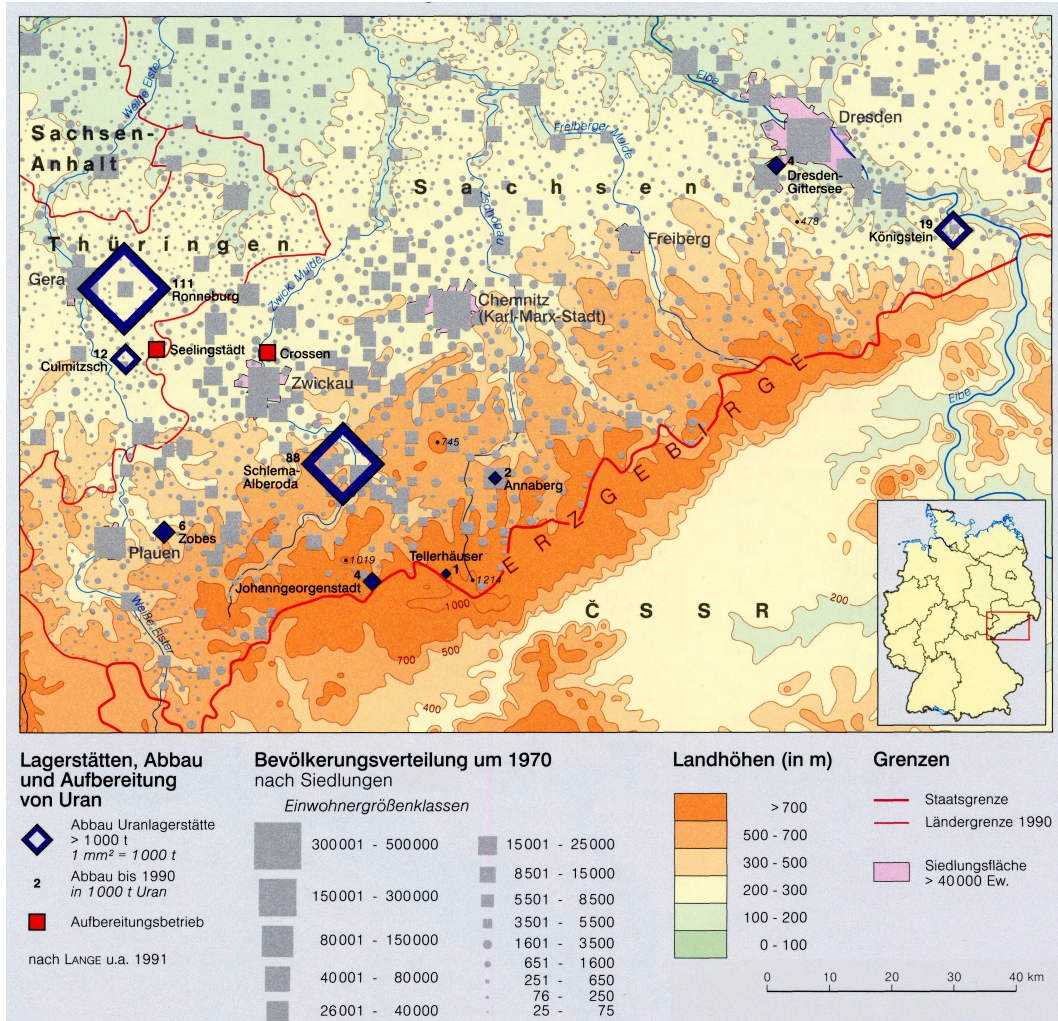 Weiße Elster
Sachsen-
Anhalt
Elbe
Dresden
Freiberger Mulde
4
Dresden-
Gittersee
Sachsen
Zschopau
478
19
Königstein
Thüringen
Freiberg
Gera
111
Ronneburg
Zwick. Mulde
Chemnitz
(Karl-Marx-Stadt)
12
Culmitzsch
Seelingstädt
Crossen
Zwickau
Elbe
ERZGEBIRGE
745
88
Schlema-
Alberoda
2
Annaberg
6
Zobes
Plauen
1019
Tellerhäuser
1
4
Johanngeorgenstadt
1214
1000
Weiße Elster
ČSSR
200
700
500
400
Lagerstätten, Abbau
und Aufbereitung
von Uran
Abbau Uranlagerstätte
> 1000 t
1 mm² = 1000 t
2
Abbau bis 1990
in 1000 t Uran
Aufbereitungsbetrieb
nach LANGE u.a. 1991
Bevölkerungsverteilung um 1970
nach Siedlungen
Einwohnergrößenklassen
300001 - 500000
150001 - 300000
80001 - 150000
40001 - 80000
26001 - 40000
15001 - 25000
8501 - 15000
5501 - 8500
3501 - 5500
1601 - 3500
651 - 1600
251 - 650
76 - 250
25 - 75
Landhöhen (in m)
> 700
500 - 700
300 - 500
200 - 300
100 - 200
0 - 100
Grenzen
Staatsgrenze
Ländergrenze 1990
Siedlungsfläche
> 40000 Ew.
0 10 20 30 40 km